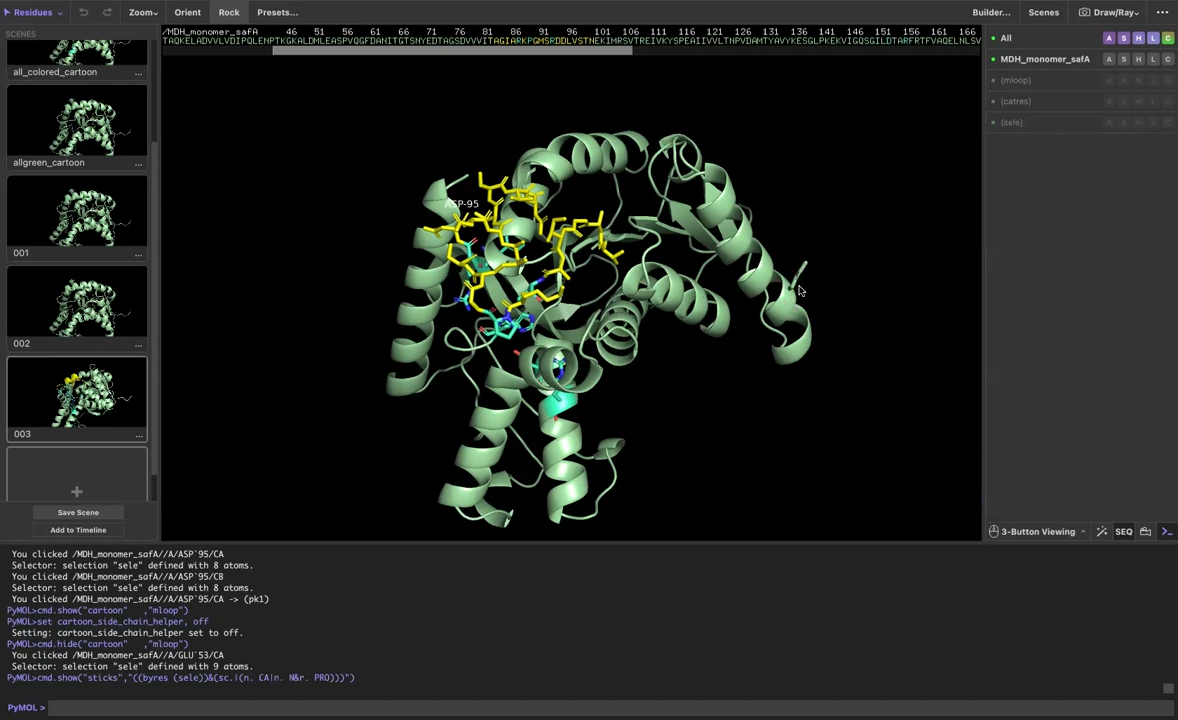 Residues
Zoom
Orient
Rock
Presets...
Builder...
Scenes
Draw/Ray
SCENES
all_colored_cartoon
allgreen_cartoon
001
002
003
Save Scene
Add to Timeline
/MDH_monomer_safA
46 51 56 61 66 71 76 81 86 91 96 101 106 111 116 121 126 131 136 141 146 151 156 161 166
TAQKELADVVLVDIPQLENPTKGKALDMLEASPVQGFDANITGTSNYEDTAGSDVVVITAGIARKPGMSRDDLVSTNEKIMRSVTREIVKYSPEAIIVVLTNPVDAMTYAVYKESGLPKEKVIGQSGILDTARFRTFVAQELNLSV
ASP-95
All
A S H L C
MDH_monomer_safA
A S H L C
(mloop)
A S H L C
(catres)
A S H L C
(sele)
A S H L C
3-Button Viewing
SEQ
You clicked /MDH_monomer_safA//A/ASP`95/CA
Selector: selection "sele" defined with 8 atoms.
You clicked /MDH_monomer_safA//A/ASP`95/CB
Selector: selection "sele" defined with 8 atoms.
You clicked /MDH_monomer_safA//A/ASP`95/CA -> (pk1)
PyMOL>cmd.show("cartoon" ,"mloop")
PyMOL>set cartoon_side_chain_helper, off
Setting: cartoon_side_chain_helper set to off.
PyMOL>cmd.hide("cartoon" ,"mloop")
You clicked /MDH_monomer_safA//A/GLU`53/CA
Selector: selection "sele" defined with 9 atoms.
PyMOL>cmd.show("sticks","((byres (sele))&(sc.|(n. CA|n. N&r. PRO)))")
PyMOL >